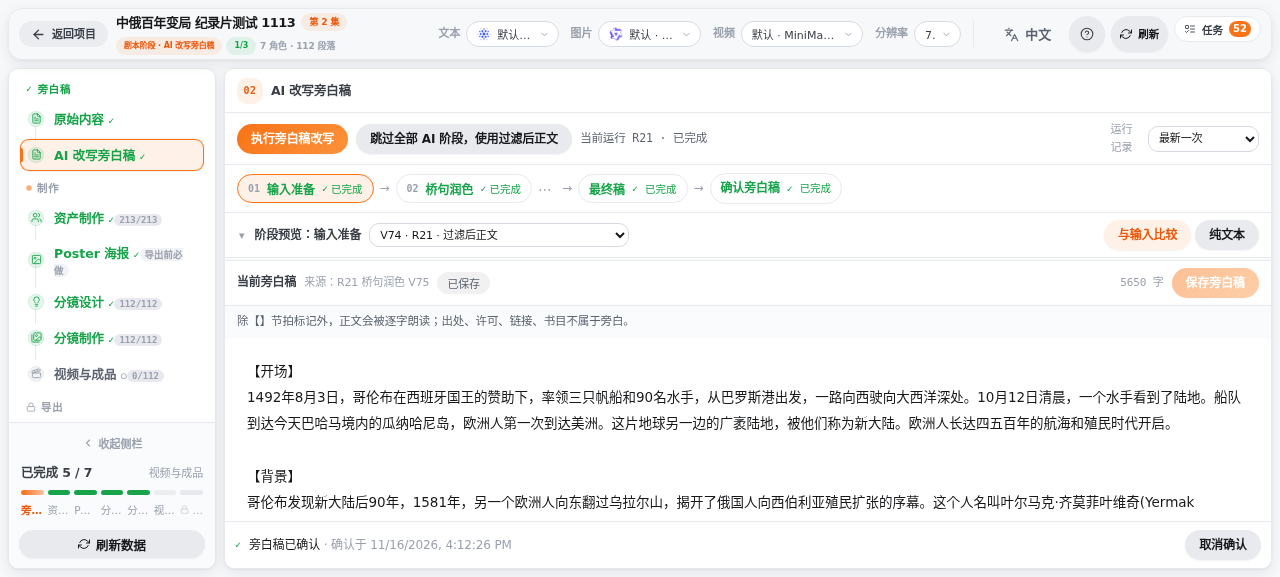 返回项目
中俄百年变局 纪录片测试 1113 第 2 集
剧本阶段 · AI 改写旁白稿 1/3 7 角色 · 112 段落
文本 默认... 图片 默认 · ... 视频 默认 · MiniMa... 分辨率 7. 中文 刷新 任务 52
✓ 旁白稿
原始内容 ✓
AI 改写旁白稿 ✓
制作
资产制作 ✓ 213/213
Poster 海报 ✓ 导出前必做
分镜设计 ✓ 112/112
分镜制作 ✓ 112/112
视频与成品 ○ 0/112
导出
收起侧栏
已完成 5 / 7 视频与成品
旁... 资... P... 分... 分... 视... ...
刷新数据
02 AI 改写旁白稿
执行旁白稿改写 跳过全部 AI 阶段，使用过滤后正文 当前运行 R21 · 已完成 运行记录 最新一次
01 输入准备 ✓ 已完成 → 02 桥句润色 ✓ 已完成 ··· → 最终稿 ✓ 已完成 → 确认旁白稿 ✓ 已完成
▼ 阶段预览：输入准备 V74 · R21 · 过滤后正文 与输入比较 纯文本
当前旁白稿 来源：R21 桥句润色 V75 已保存 5650 字 保存旁白稿
除【】节拍标记外，正文会被逐字朗读；出处、许可、链接、书目不属于旁白。
【开场】
1492年8月3日，哥伦布在西班牙国王的赞助下，率领三只帆船和90名水手，从巴罗斯港出发，一路向西驶向大西洋深处。10月12日清晨，一个水手看到了陆地。船队
到达今天巴哈马境内的瓜纳哈尼岛，欧洲人第一次到达美洲。这片地球另一边的广袤陆地，被他们称为新大陆。欧洲人长达四五百年的航海和殖民时代开启。
【背景】
哥伦布发现新大陆后90年，1581年，另一个欧洲人向东翻过乌拉尔山，揭开了俄国人向西伯利亚殖民扩张的序幕。这个人名叫叶尔马克·齐莫菲叶维奇(Yermak
✓ 旁白稿已确认 · 确认于 11/16/2026, 4:12:26 PM 取消确认